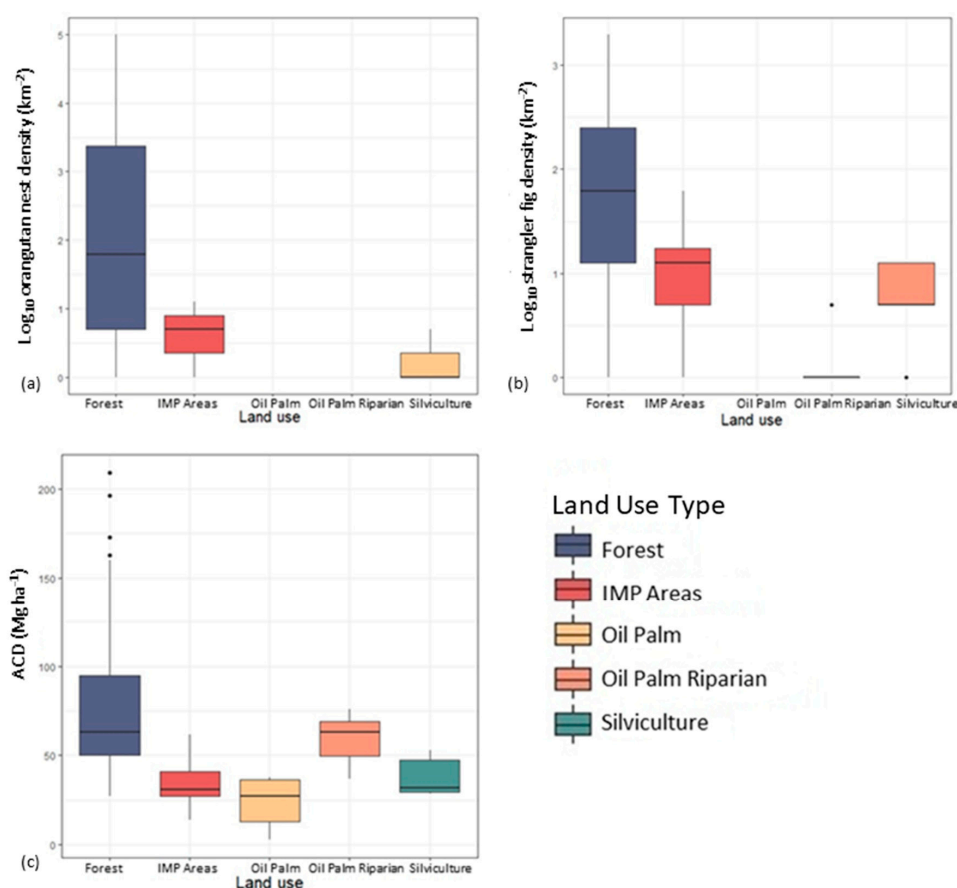 Log₁₀ orangutan nest density (km⁻²)
5
4
3
2
1
0
(a)
Forest IMP Areas Oil Palm Oil Palm Riparian Silviculture
Land use
Log₁₀ strangler fig density (km⁻²)
3
2
1
0
(b)
Forest IMP Areas Oil Palm Oil Palm Riparian Silviculture
Land use
ACD (Mg ha⁻¹)
200
150
100
50
0
(c)
Forest IMP Areas Oil Palm Oil Palm Riparian Silviculture
Land use
Land Use Type
Forest
IMP Areas
Oil Palm
Oil Palm Riparian
Silviculture